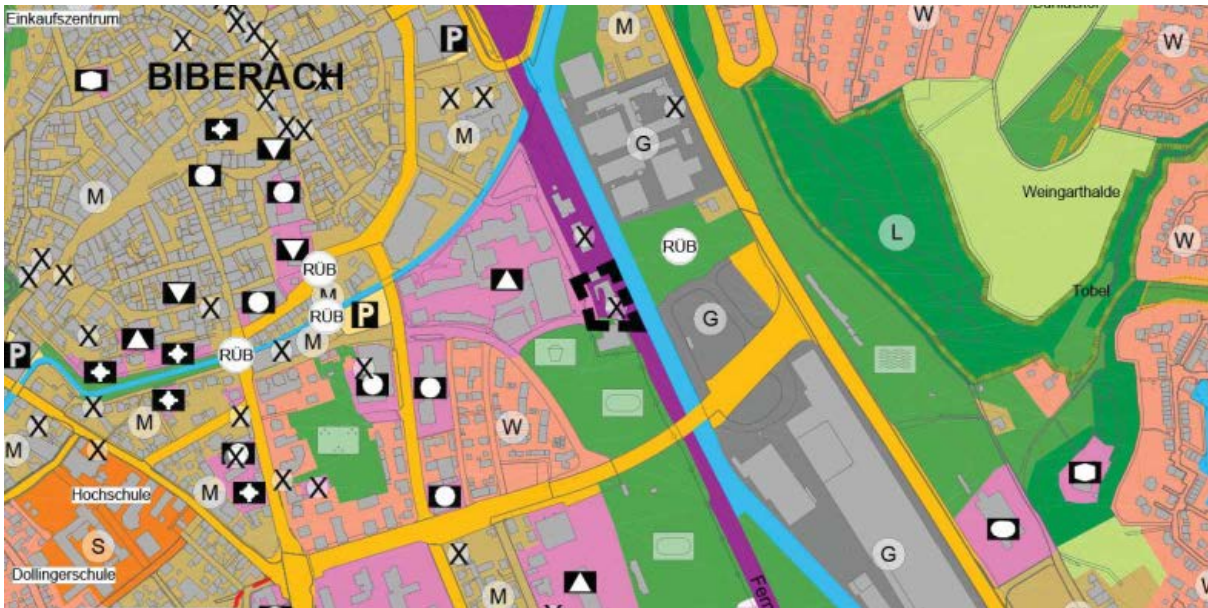 Einkaufszentrum
P
M
W
W
BIBERACH
M
G
M
Weingarthalde
RÜB
L
W
RÜB
Tobel
M
RÜB
P
G
P
RÜB
M
W
M
M
M
Hochschule
S
G
Dollingerschule
M
W
Fern